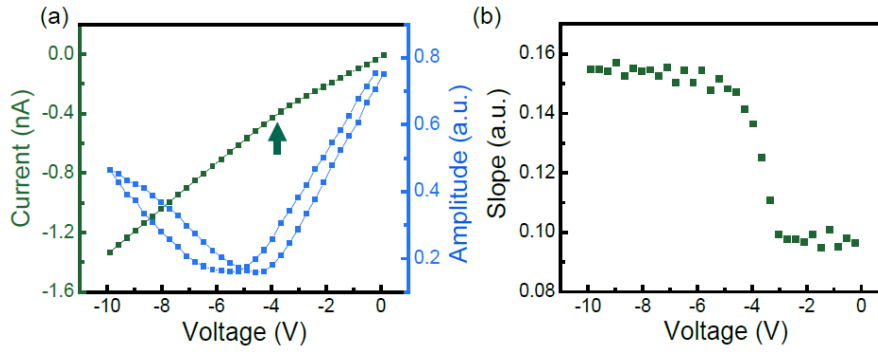 (a)
0.0
-0.4
-0.8
-1.2
-1.6
Current (nA)
0.8
0.6
0.4
0.2
Amplitude (a.u.)
-10 -8 -6 -4 -2 0
Voltage (V)
(b)
0.16
0.14
0.12
0.10
0.08
Slope (a.u.)
-10 -8 -6 -4 -2 0
Voltage (V)